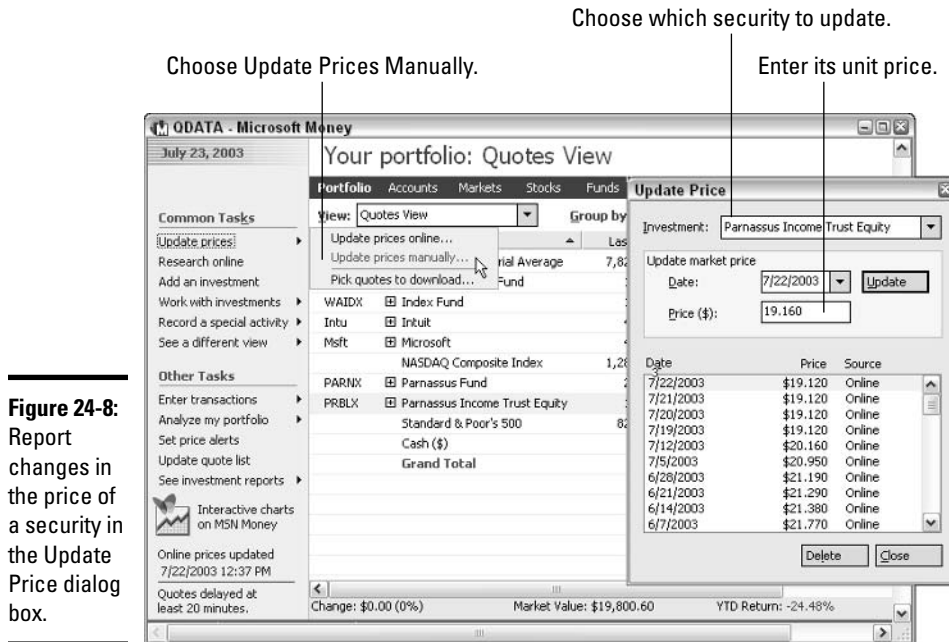 Choose which security to update.
Choose Update Prices Manually.
Enter its unit price.
QDATA - Microsoft Money
July 23, 2003
Your portfolio: Quotes View
Portfolio Accounts Markets Stocks Funds
View: Quotes View Group by
Update prices online...
Update prices manually...
Pick quotes to download...
Common Tasks
Update prices
Research online
Add an investment
Work with investments
Record a special activity
See a different view
Other Tasks
Enter transactions
Analyze my portfolio
Set price alerts
Update quote list
See investment reports
Interactive charts
on MSN Money
Online prices updated
7/22/2003 12:37 PM
Quotes delayed at
least 20 minutes.
Las
rial Average 7,82
Fund
WAIDX Index Fund
Intu Intuit
Msft Microsoft
NASDAQ Composite Index 1,28
PARNX Parnassus Fund
PRBLX Parnassus Income Trust Equity
Standard & Poor's 500 82
Cash ($)
Grand Total
Change: $0.00 (0%) Market Value: $19,800.60 YTD Return: -24.48%
Update Price
Investment: Parnassus Income Trust Equity
Update market price
Date: 7/22/2003 Update
Price ($): 19.160
Date Price Source
7/22/2003 $19.120 Online
7/21/2003 $19.120 Online
7/20/2003 $19.120 Online
7/19/2003 $19.120 Online
7/12/2003 $20.160 Online
7/5/2003 $20.950 Online
6/28/2003 $21.190 Online
6/21/2003 $21.290 Online
6/14/2003 $21.380 Online
6/7/2003 $21.770 Online
Delete Close
Figure 24-8:
Report
changes in
the price of
a security in
the Update
Price dialog
box.